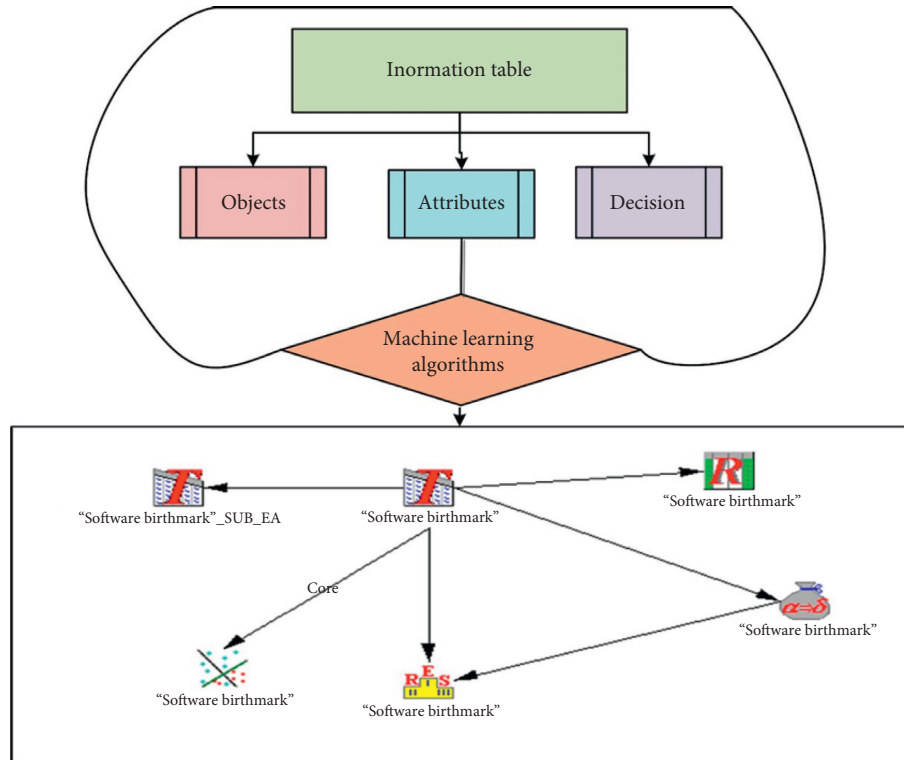 Inormation table
Objects
Attributes
Decision
Machine learning
algorithms
T
T
R
"Software birthmark"_SUB_EA
"Software birthmark"
"Software birthmark"
Core
α⇒δ
"Software birthmark"
R E S
"Software birthmark"
"Software birthmark"